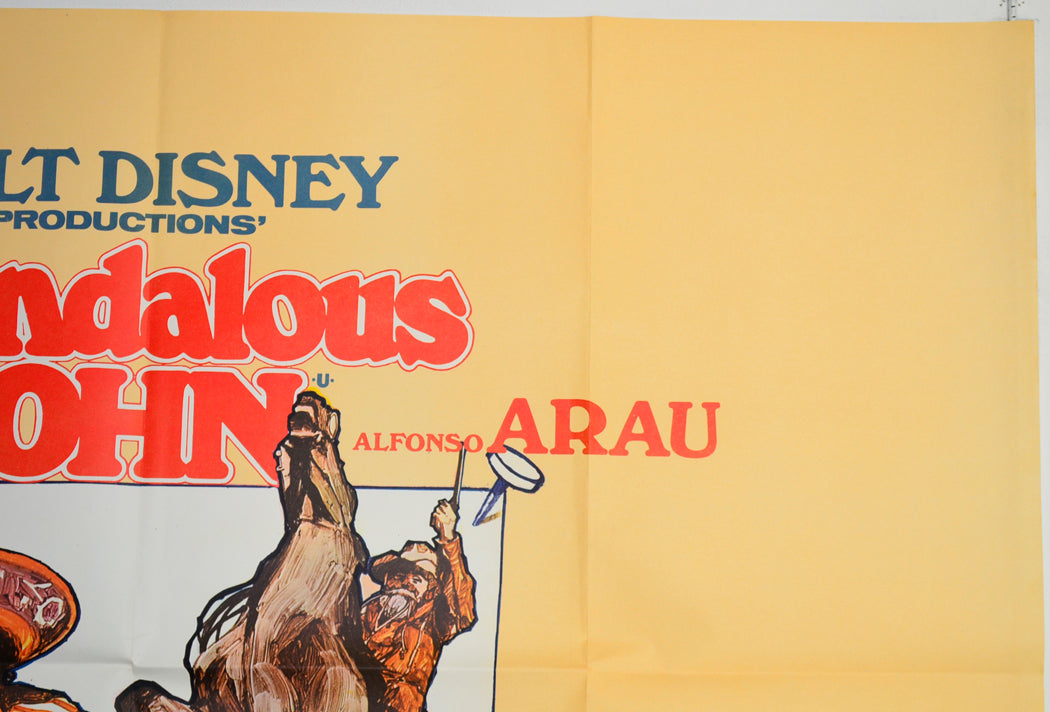 LT DISNEY
PRODUCTIONS'
ndalous
OHN
·U·
ALFONSO ARAU